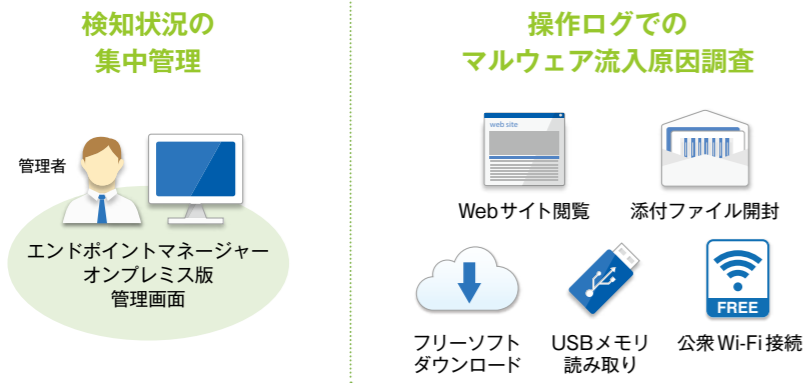 検知状況の
集中管理
管理者
エンドポイントマネージャー
オンプレミス版
管理画面
操作ログでの
マルウェア流入原因調査
web site
Webサイト閲覧
添付ファイル開封
フリーソフト
ダウンロード
USBメモリ
読み取り
FREE
公衆Wi-Fi接続